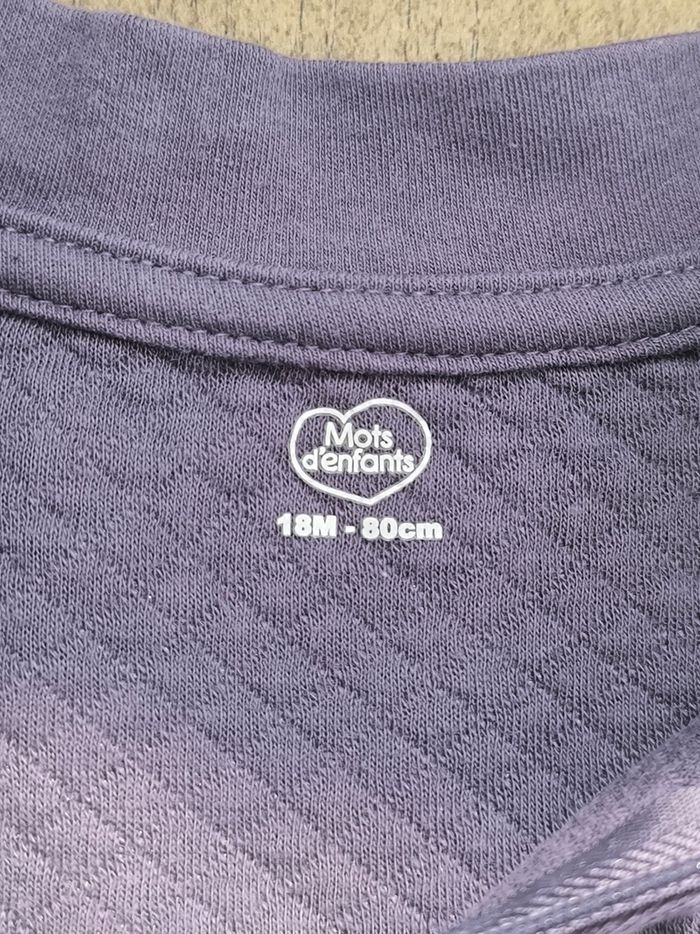 Mots
d'enfants
18M - 80cm